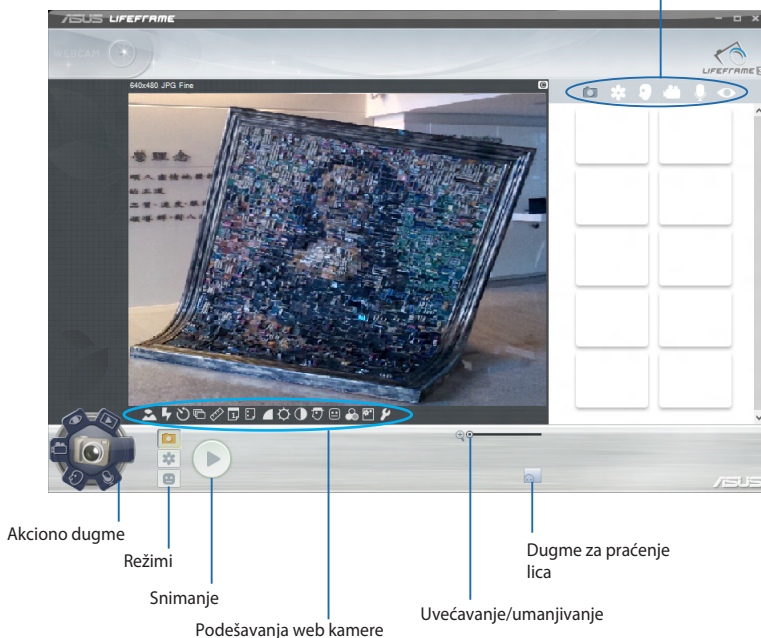 ASUS LIFEFRAME
WEBCAM
LIFEFRAME3
640x480 JPG Fine
ASUS
Akciono dugme
Režimi
Snimanje
Podešavanja web kamere
Uvećavanje/umanjivanje
Dugme za praćenje
lica